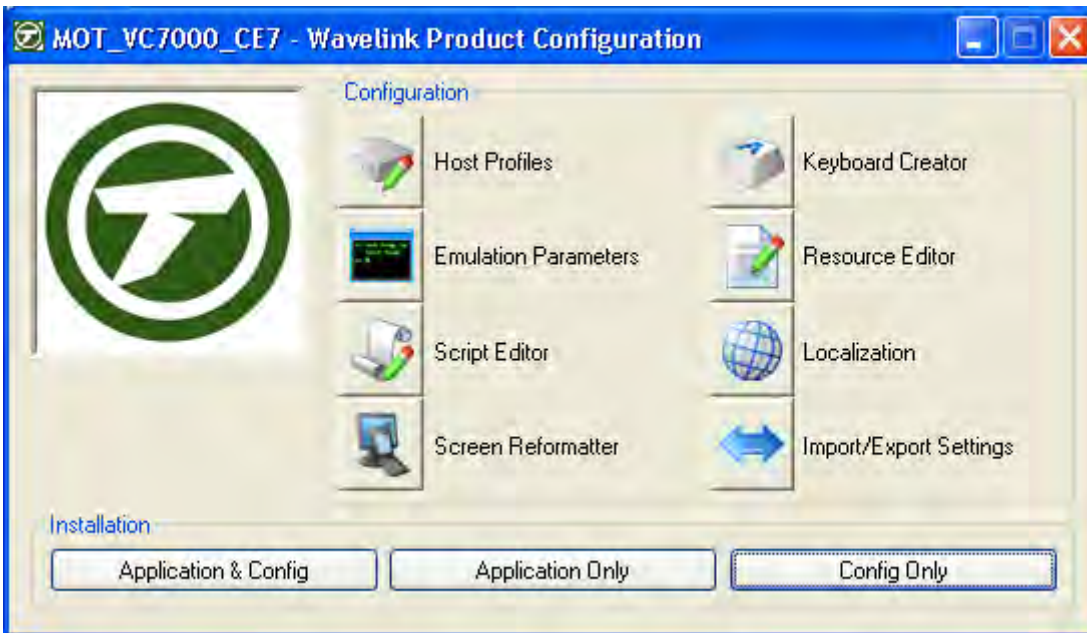 MOT_VC7000_CE7 - Wavelink Product Configuration
Configuration
Host Profiles
Keyboard Creator
Emulation Parameters
Resource Editor
Script Editor
Localization
Screen Reformatter
Import/Export Settings
Installation
Application & Config
Application Only
Config Only